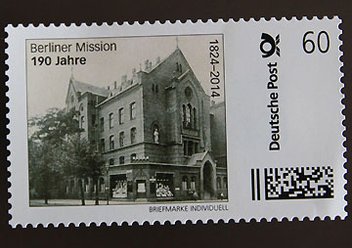 Berliner Mission
190 Jahre
1824–2014
Deutsche Post
60
BRIEFMARKE INDIVIDUELL